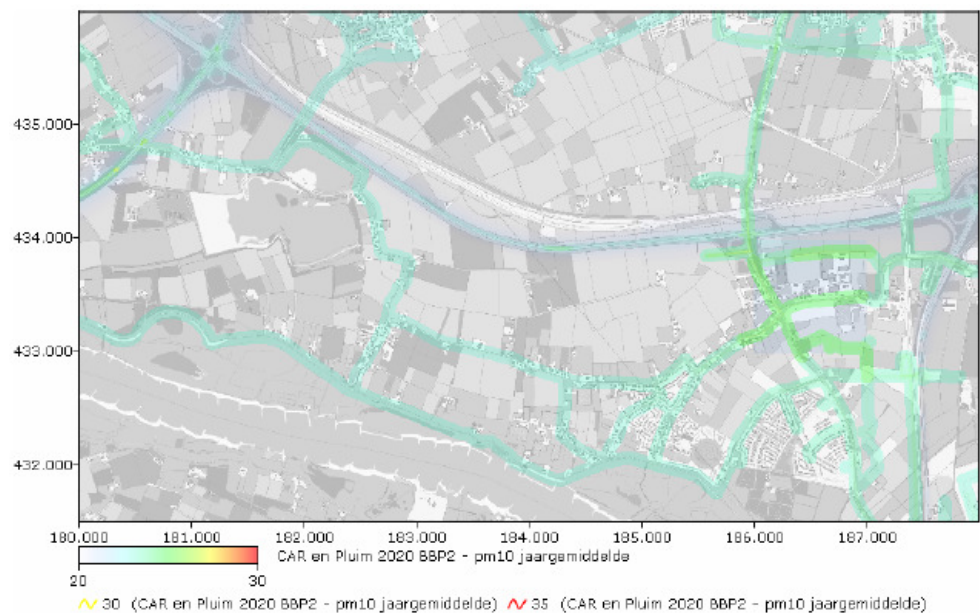 435.000
434.000
433.000
432.000
180.000 181.000 182.000 183.000 184.000 185.000 186.000 187.000
CAR en Pluim 2020 BBP2 - pm10 jaargemiddelde
20 30
30 (CAR en Pluim 2020 BBP2 - pm10 jaargemiddelde) 35 (CAR en Pluim 2020 BBP2 - pm10 jaargemiddelde)